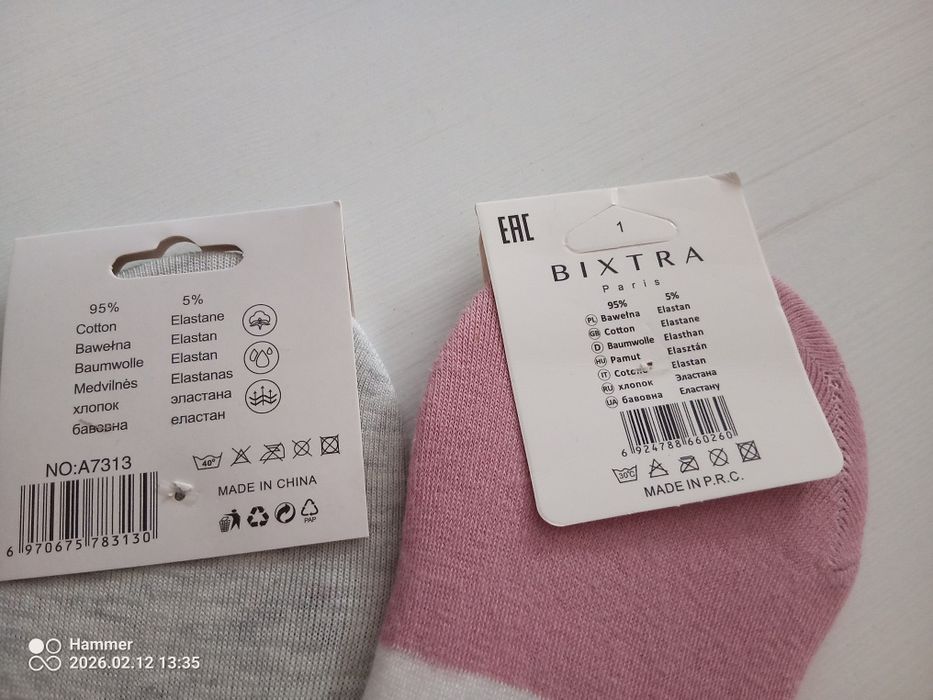 95% 5%
Cotton Elastane
Bawełna Elastan
Baumwolle Elastan
Medvilnės Elastanas
хлопок эластана
бавовна еластан
NO:A7313
40°
6 970675 783130
MADE IN CHINA
PAP
EAC
1
BIXTRA
Paris
95% 5%
PL Bawełna Elastan
GB Cotton Elastane
D Baumwolle Elasthan
HU Pamut Elasztán
IT Elastan
RU хлопок Эластана
UA бавовна Еластану
6 924788 660260
30°C
MADE IN P.R.C.
Hammer
2026.02.12 13:35